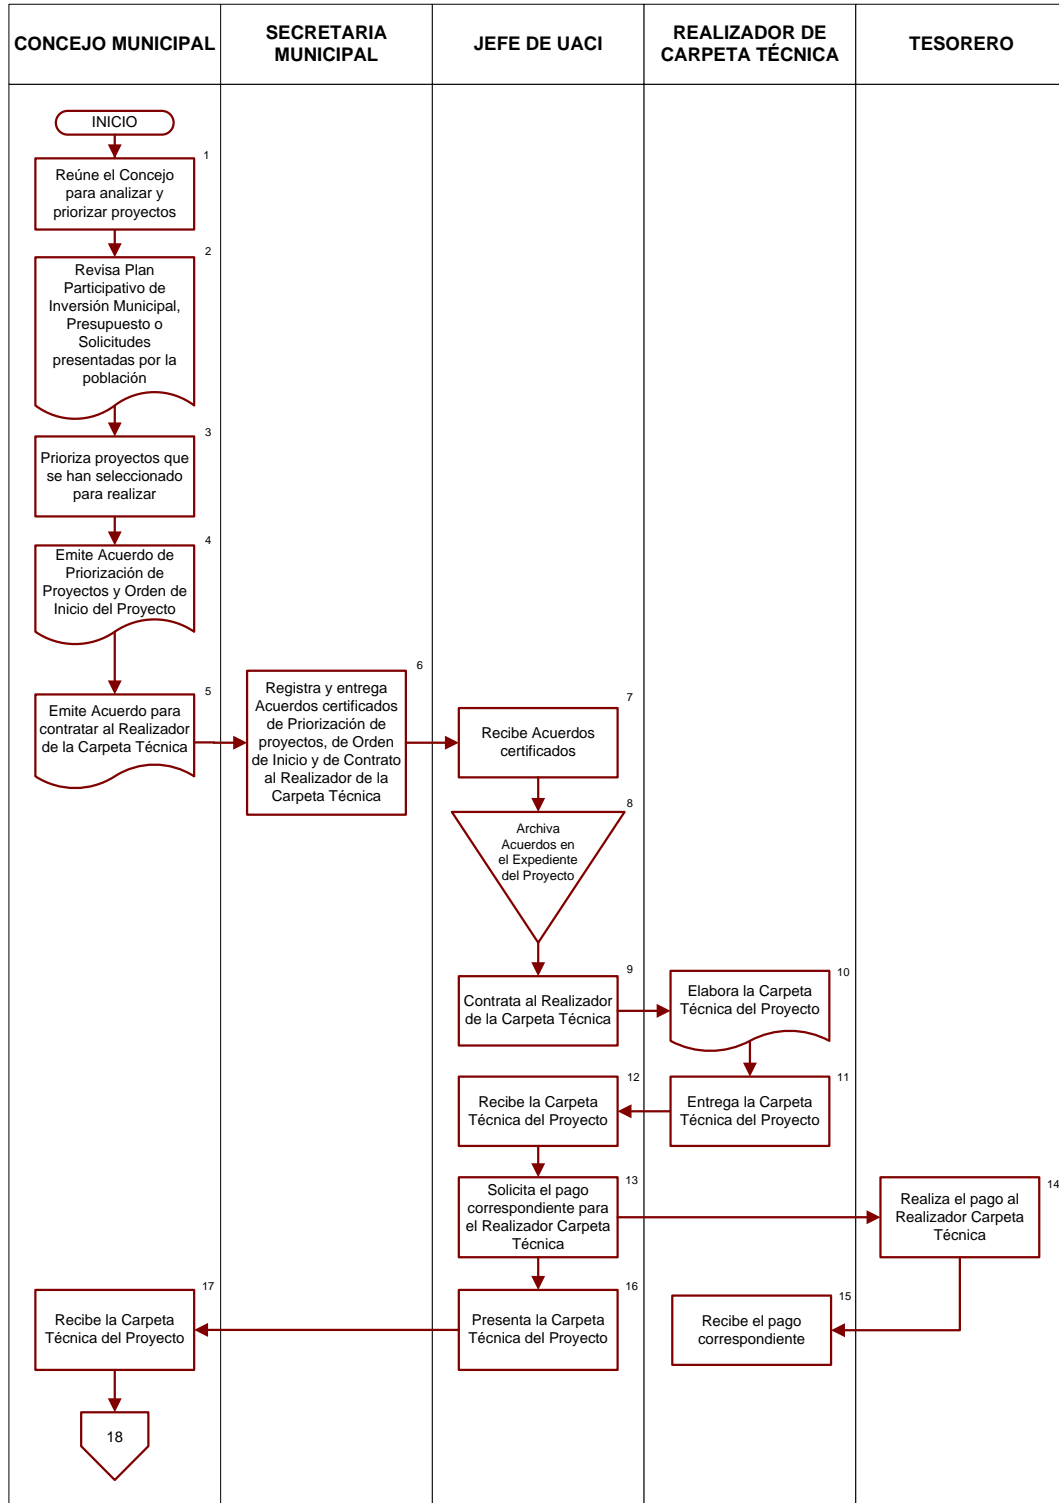 CONCEJO MUNICIPAL
SECRETARIA
MUNICIPAL
JEFE DE UACI
REALIZADOR DE
CARPETA TÉCNICA
TESORERO
INICIO
1
Reúne el Concejo
para analizar y
priorizar proyectos
2
Revisa Plan
Participativo de
Inversión Municipal,
Presupuesto o
Solicitudes
presentadas por la
población
3
Prioriza proyectos que
se han seleccionado
para realizar
4
Emite Acuerdo de
Priorización de
Proyectos y Orden de
Inicio del Proyecto
5
Emite Acuerdo para
contratar al Realizador
de la Carpeta Técnica
6
Registra y entrega
Acuerdos certificados
de Priorización de
proyectos, de Orden
de Inicio y de Contrato
al Realizador de la
Carpeta Técnica
7
Recibe Acuerdos
certificados
8
Archiva
Acuerdos en
el Expediente
del Proyecto
9
Contrata al Realizador
de la Carpeta Técnica
10
Elabora la Carpeta
Técnica del Proyecto
11
Entrega la Carpeta
Técnica del Proyecto
12
Recibe la Carpeta
Técnica del Proyecto
13
Solicita el pago
correspondiente para
el Realizador Carpeta
Técnica
14
Realiza el pago al
Realizador Carpeta
Técnica
15
Recibe el pago
correspondiente
16
Presenta la Carpeta
Técnica del Proyecto
17
Recibe la Carpeta
Técnica del Proyecto
18